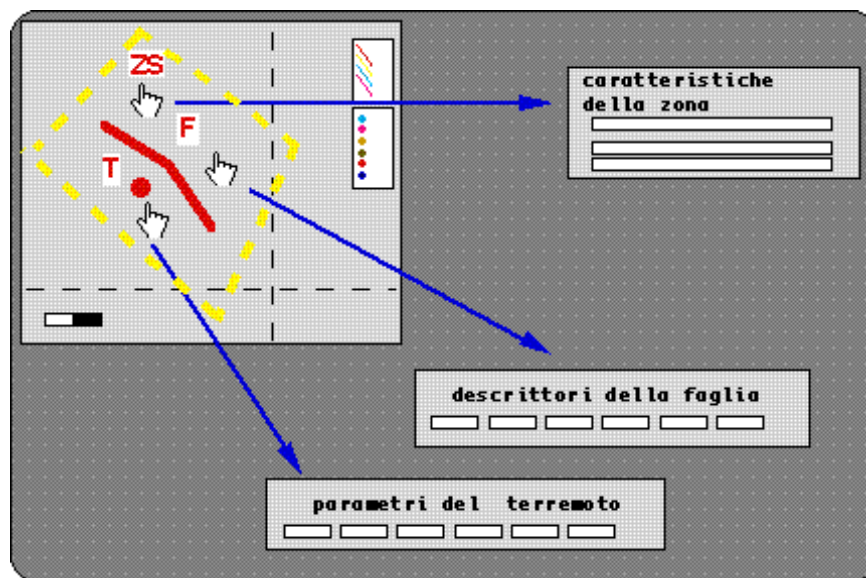 ZS
F
T
caratteristiche
della zona
descrittori della faglia
parametri del terremoto